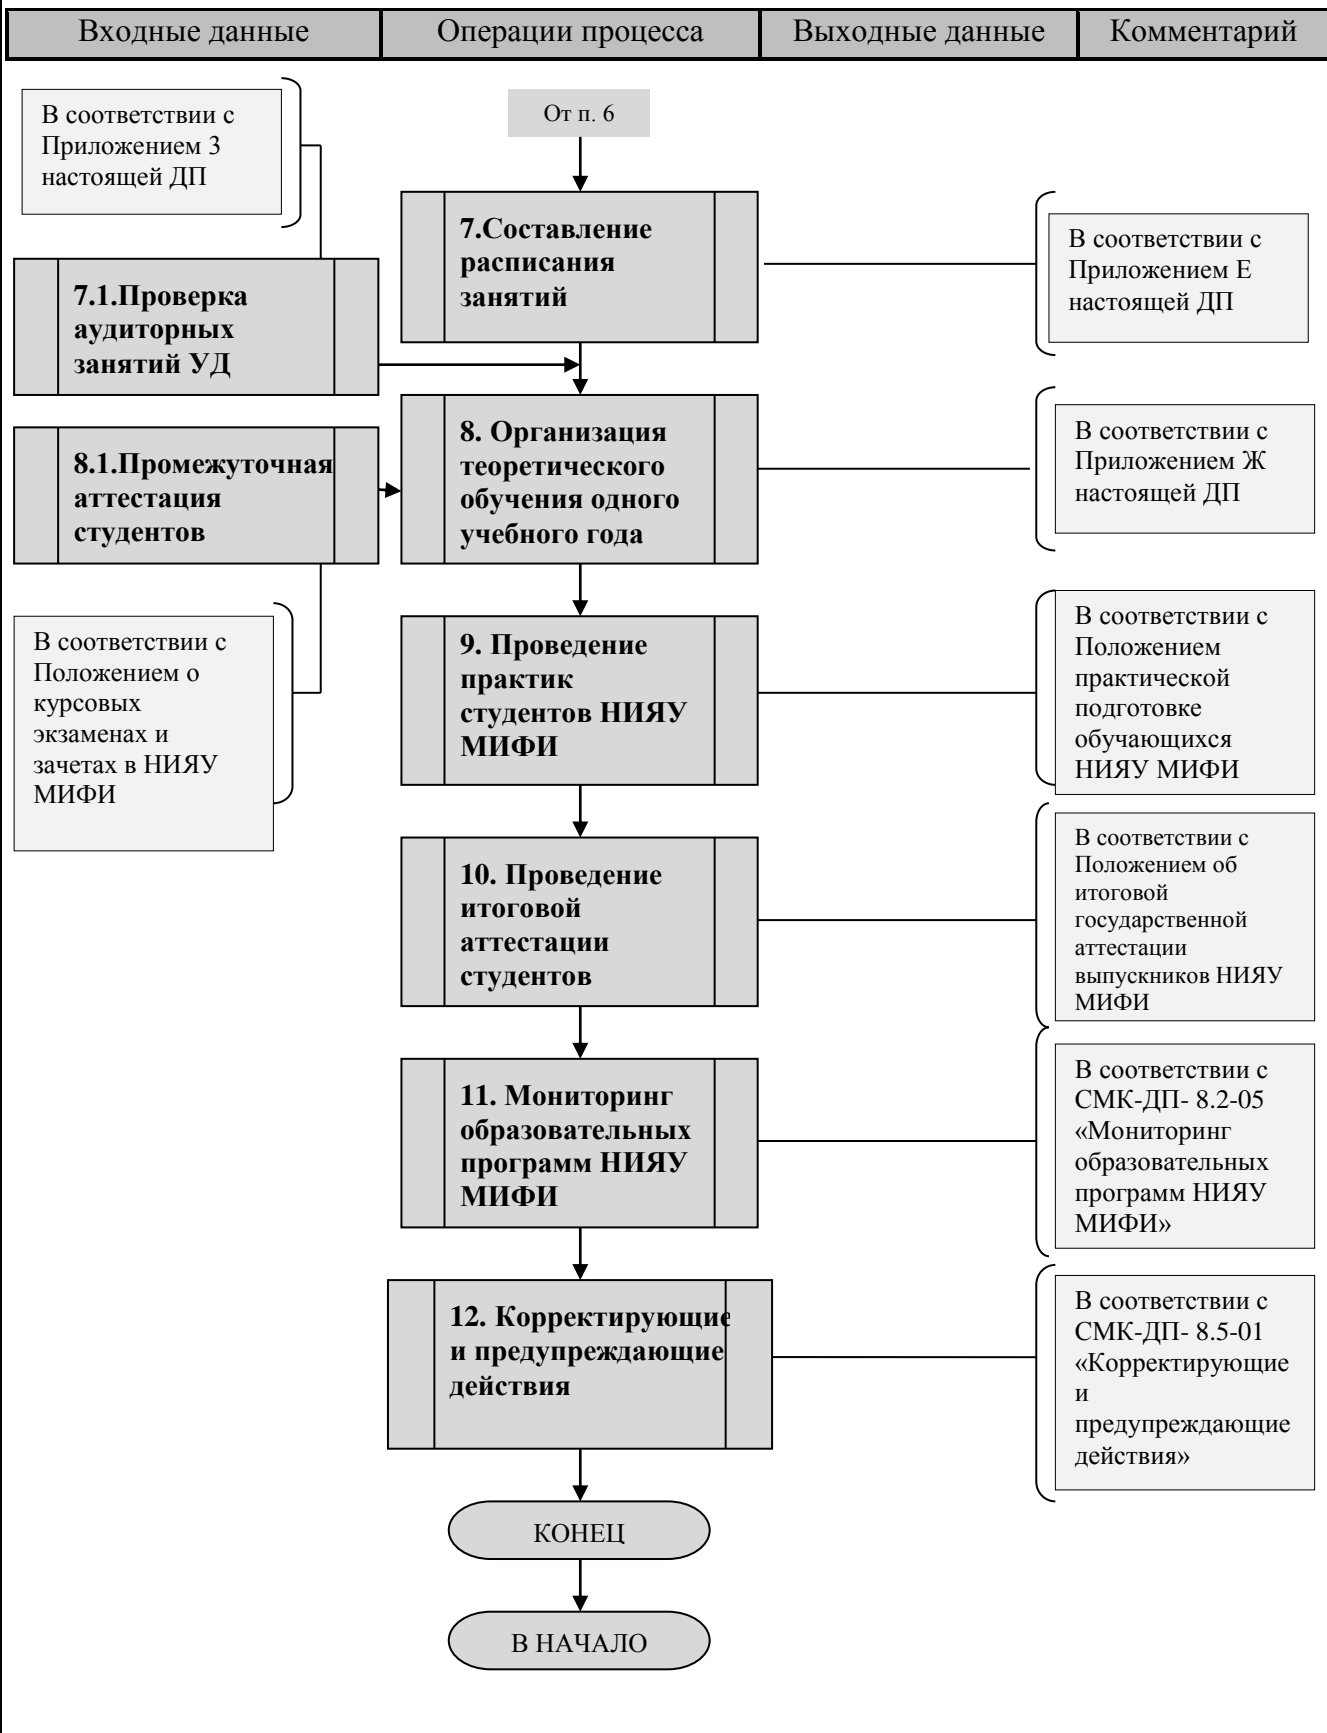 Входные данные
Операции процесса
Выходные данные
Комментарий
В соответствии с
Приложением 3
настоящей ДП
От п. 6
7.Составление
расписания
занятий
В соответствии с
Приложением Е
настоящей ДП
7.1.Проверка
аудиторных
занятий УД
8. Организация
теоретического
обучения одного
учебного года
В соответствии с
Приложением Ж
настоящей ДП
8.1.Промежуточная
аттестация
студентов
В соответствии с
Положением о
курсовых
экзаменах и
зачетах в НИЯУ
МИФИ
9. Проведение
практик
студентов НИЯУ
МИФИ
В соответствии с
Положением
практической
подготовке
обучающихся
НИЯУ МИФИ
10. Проведение
итоговой
аттестации
студентов
В соответствии с
Положением об
итоговой
государственной
аттестации
выпускников НИЯУ
МИФИ
11. Мониторинг
образовательных
программ НИЯУ
МИФИ
В соответствии с
СМК-ДП- 8.2-05
«Мониторинг
образовательных
программ НИЯУ
МИФИ»
12. Корректирующие
и предупреждающие
действия
В соответствии с
СМК-ДП- 8.5-01
«Корректирующие
и
предупреждающие
действия»
КОНЕЦ
В НАЧАЛО